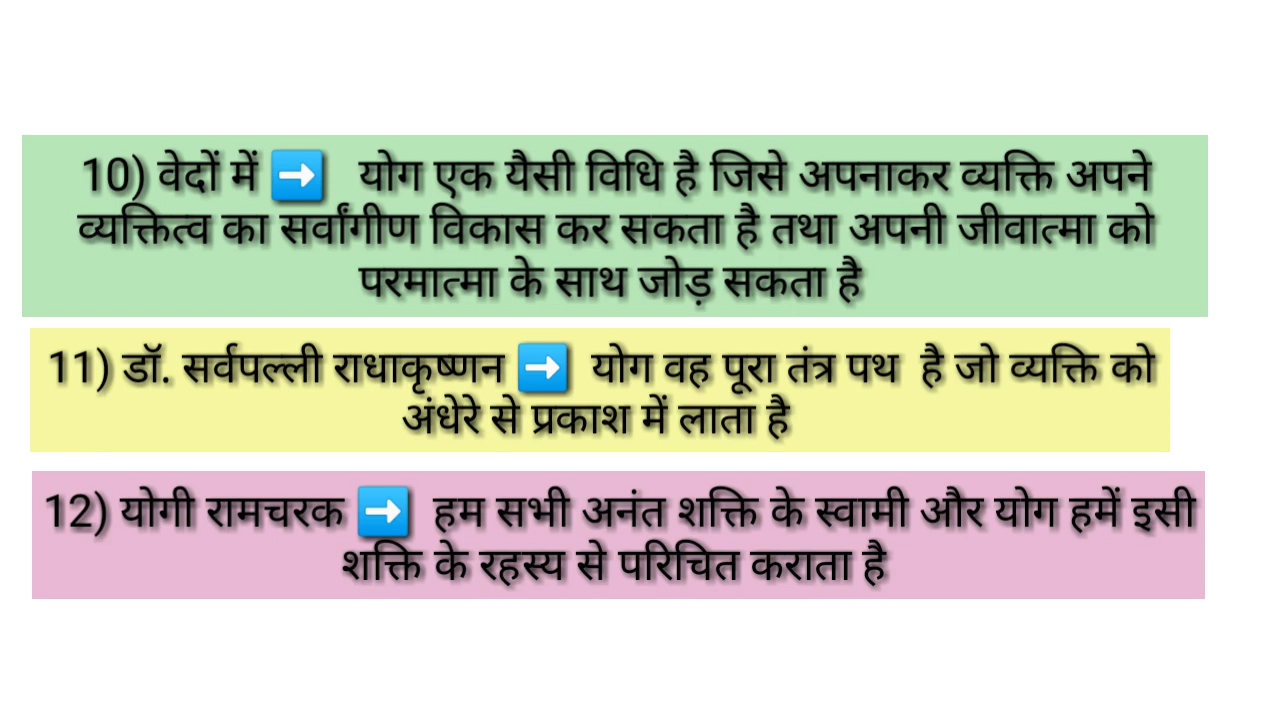 10) वेदों में ➡️ योग एक यैसी विधि है जिसे अपनाकर व्यक्ति अपने
व्यक्तित्व का सर्वांगीण विकास कर सकता है तथा अपनी जीवात्मा को
परमात्मा के साथ जोड़ सकता है
11) डॉ. सर्वपल्ली राधाकृष्णन ➡️ योग वह पूरा तंत्र पथ है जो व्यक्ति को
अंधेरे से प्रकाश में लाता है
12) योगी रामचरक ➡️ हम सभी अनंत शक्ति के स्वामी और योग हमें इसी
शक्ति के रहस्य से परिचित कराता है